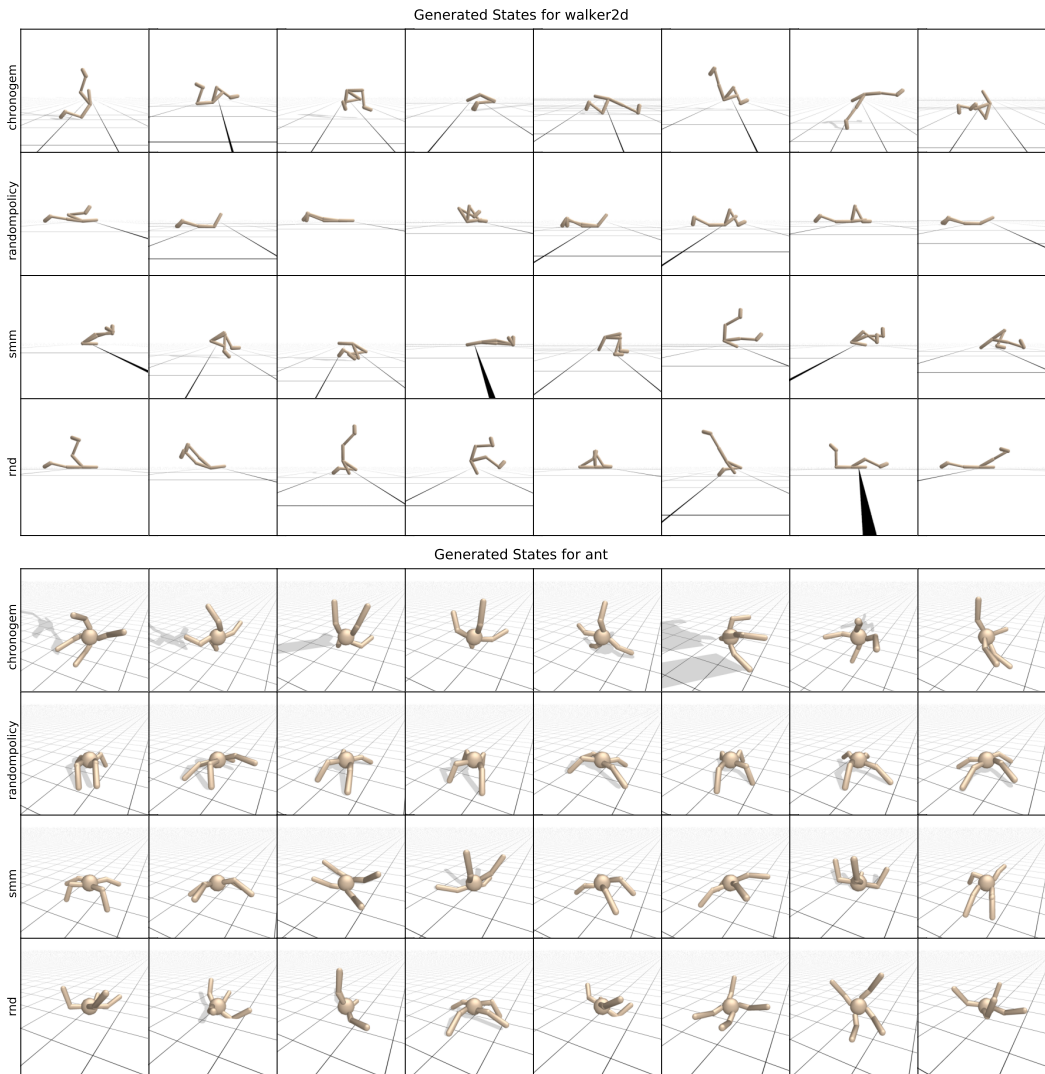 Generated States for walker2d
chronogem
randompolicy
smm
rnd
Generated States for ant
chronogem
randompolicy
smm
rnd